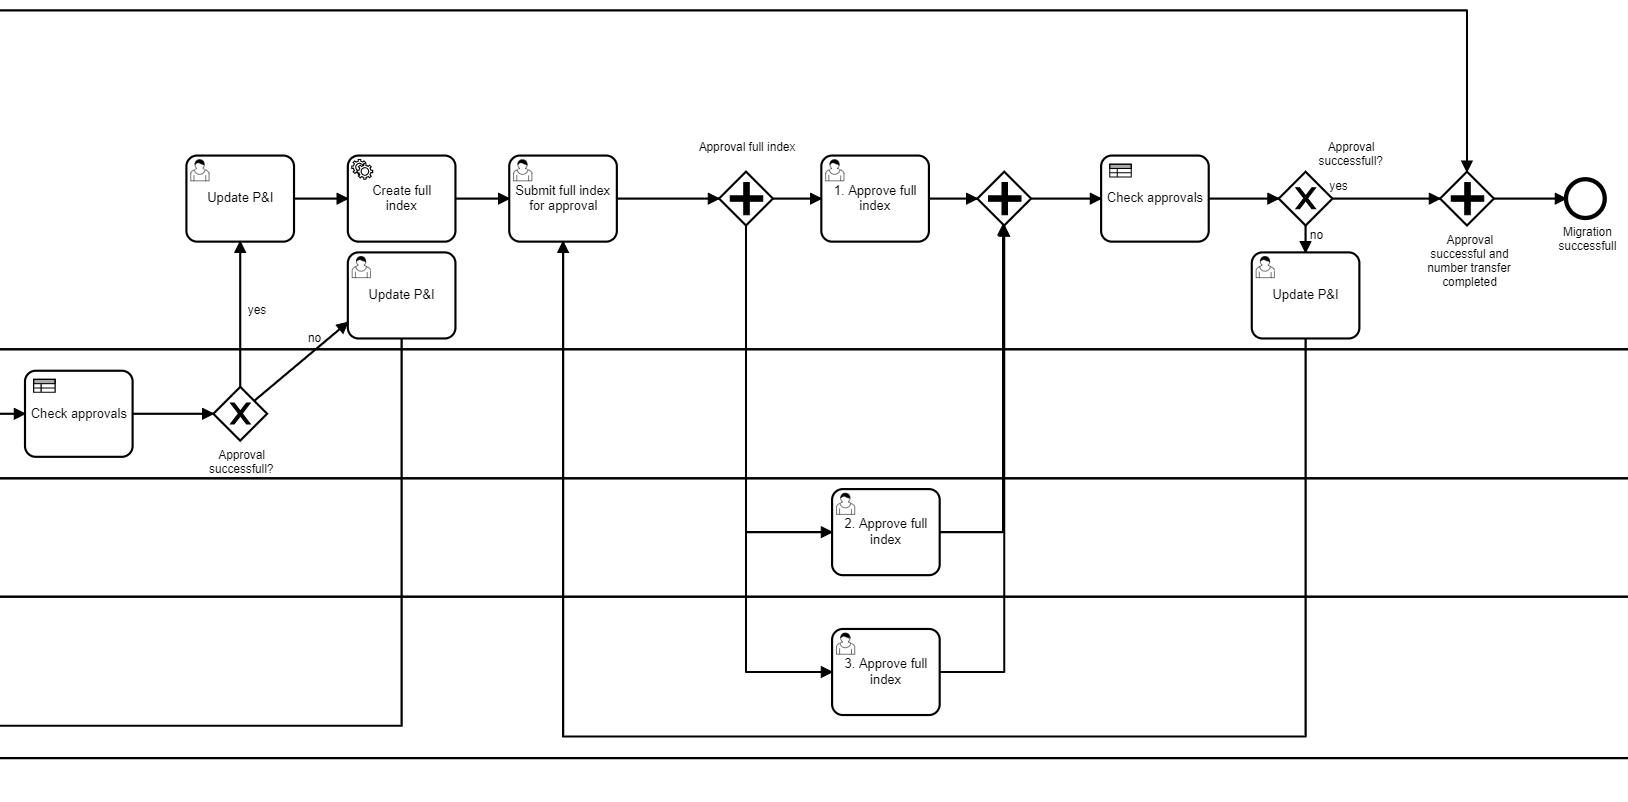 Approval full index
Approval
successfull?
Update P&I
Create full
index
Submit full index
for approval
1. Approve full
index
Check approvals
yes
no
Approval
successful and
number transfer
completed
Migration
successfull
Update P&I
Update P&I
yes
no
Check approvals
Approval
successfull?
2. Approve full
index
3. Approve full
index